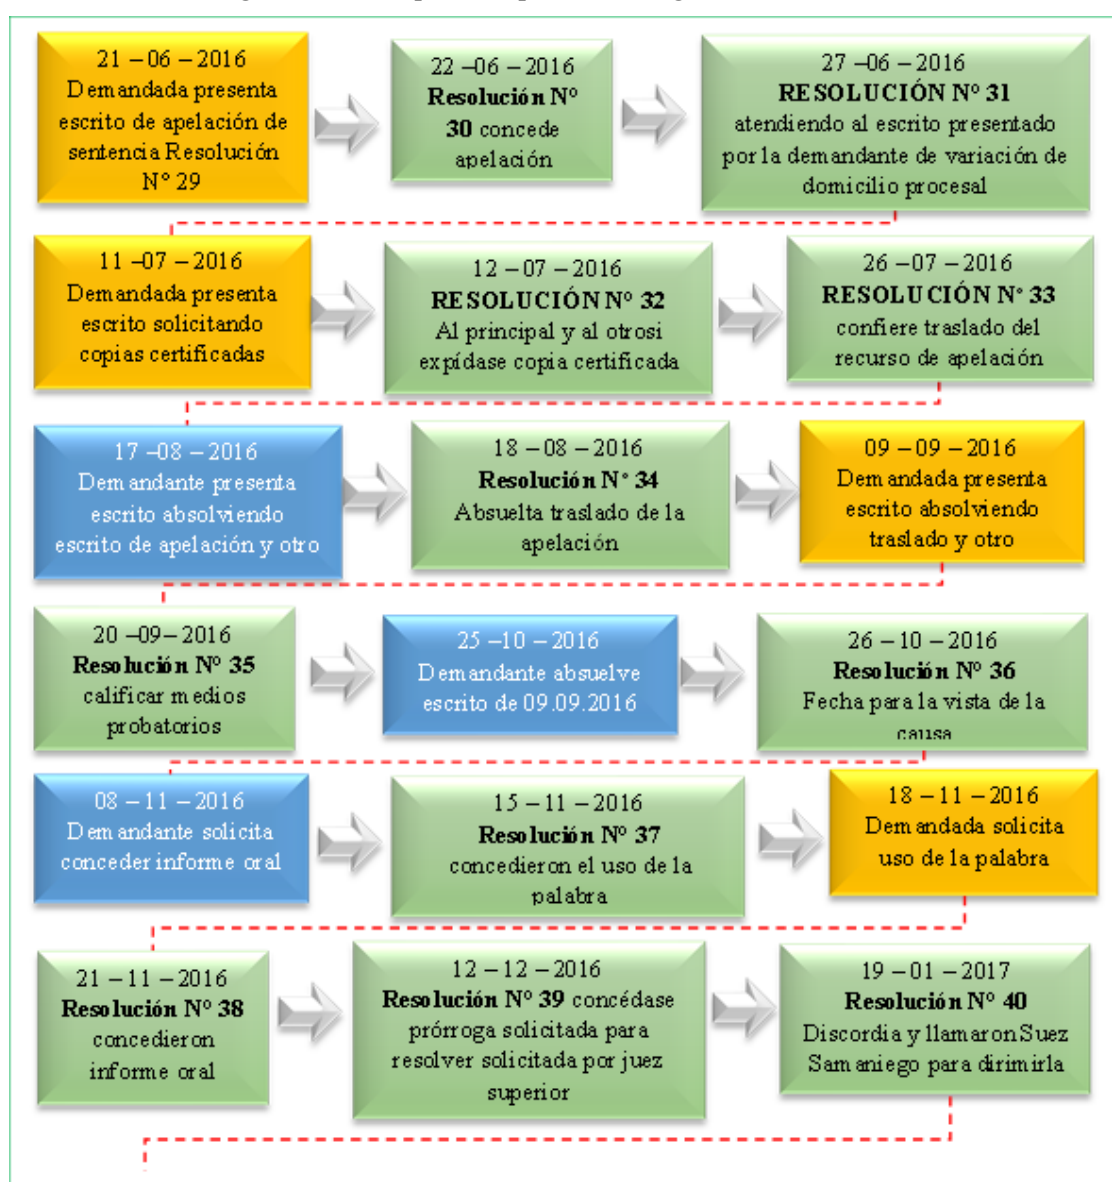 21 – 06 – 2016
Demandada presenta
escrito de apelación de
sentencia Resolución
N° 29
22 –06 – 2016
Resolución N°
30 concede
apelación
27 –06 – 2016
RESOLUCIÓN N° 31
atendiendo al escrito presentado
por la demandante de variación de
domicilio procesal
11 –07 – 2016
Demandada presenta
escrito solicitando
copias certificadas
12 – 07 – 2016
RESOLUCIÓN N° 32
Al principal y al otrosi
expídase copia certificada
26 –07 – 2016
RESOLUCIÓN N° 33
confiere traslado del
recurso de apelación
17 –08 – 2016
Demandante presenta
escrito absolviendo
escrito de apelación y otro
18 – 08 – 2016
Resolución N° 34
Absuelta traslado de la
apelación
09 – 09 – 2016
Demandada presenta
escrito absolviendo
traslado y otro
20 –09– 2016
Resolución N° 35
calificar medios
probatorios
25 –10 – 2016
Demandante absuelve
escrito de 09.09.2016
26 – 10 – 2016
Resolución N° 36
Fecha para la vista de la
causa
08 – 11 – 2016
Demandante solicita
conceder informe oral
15 – 11 – 2016
Resolución N° 37
concedieron el uso de la
palabra
18 –11 – 2016
Demandada solicita
uso de la palabra
21 – 11 – 2016
Resolución N° 38
concedieron
informe oral
12 – 12 – 2016
Resolución N° 39 concédase
prórroga solicitada para
resolver solicitada por juez
superior
19 – 01 – 2017
Resolución N° 40
Discordia y llamaron Suez
Samaniego para dirimirla